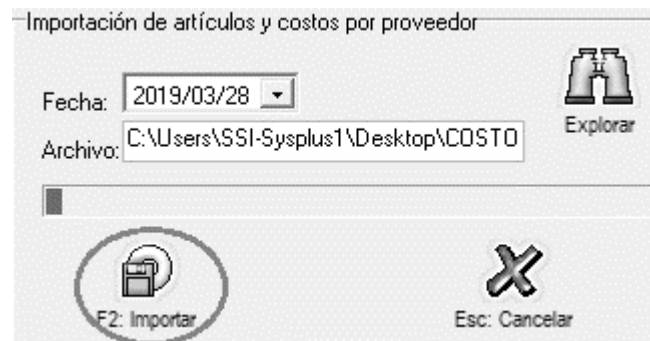 Importación de artículos y costos por proveedor
Fecha: 2019/03/28
Explorar
Archivo: C:\Users\SSI-Sysplus1\Desktop\COSTO
F2: Importar
Esc: Cancelar